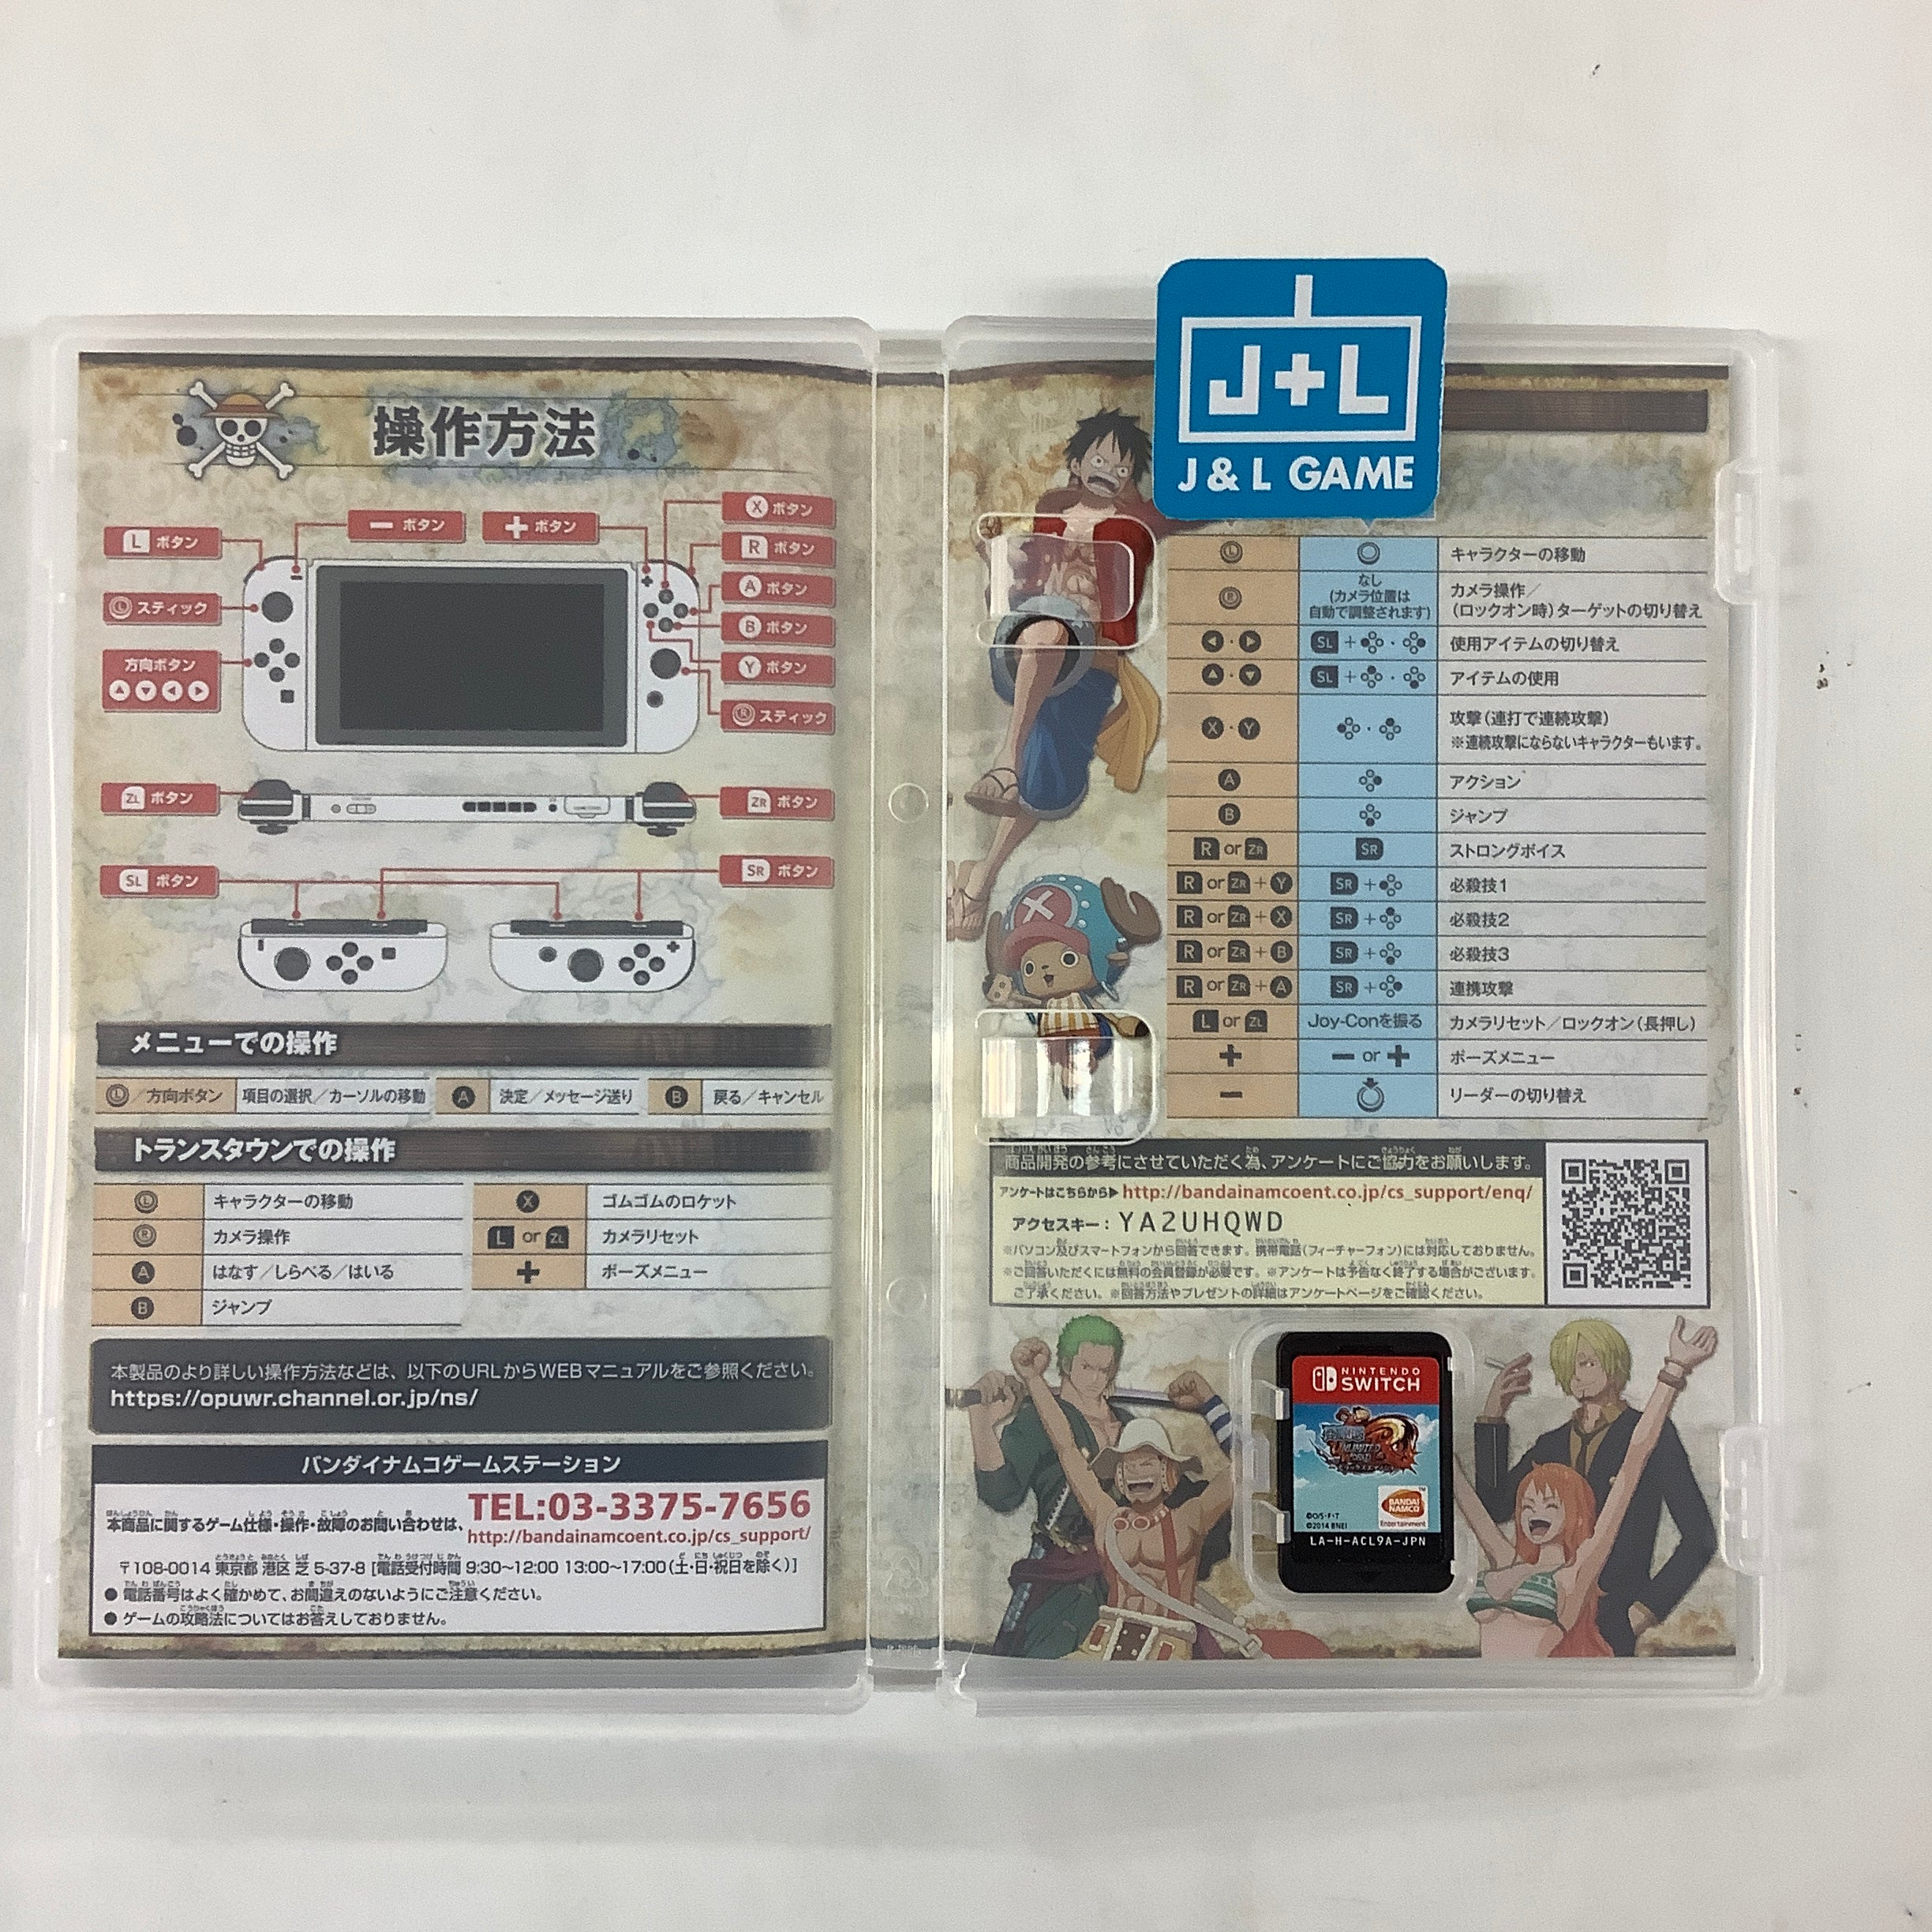 操作方法
L ボタン
− ボタン
+ ボタン
X ボタン
R ボタン
A ボタン
B ボタン
Y ボタン
R スティック
L スティック
方向ボタン
ZL ボタン
ZR ボタン
SL ボタン
SR ボタン
メニューでの操作
L/方向ボタン 項目の選択/カーソルの移動 A 決定/メッセージ送り B 戻る/キャンセル
トランスタウンでの操作
L キャラクターの移動
R カメラ操作
A はなす/しらべる/はいる
B ジャンプ
X ゴムゴムのロケット
L or ZL カメラリセット
+ ポーズメニュー
本製品のより詳しい操作方法などは、以下のURLからWEBマニュアルをご参照ください。
https://opuwr.channel.or.jp/ns/
バンダイナムコゲームステーション
本商品に関するゲーム仕様・操作・故障のお問い合わせは、
TEL:03-3375-7656
http://bandainamcoent.co.jp/cs_support/
〒108-0014 東京都 港区 芝 5-37-8 [電話受付時間 9:30~12:00 13:00~17:00(土・日・祝日を除く)]
● 電話番号はよく確かめて、お間違えのないようにご注意ください。
● ゲームの攻略法についてはお答えしておりません。
J+L
J & L GAME
L キャラクターの移動
R なし (カメラ位置は自動で調整されます) カメラ操作/(ロックオン時)ターゲットの切り替え
SL + ・ 使用アイテムの切り替え
SL + ・ アイテムの使用
X・Y 攻撃(連打で連続攻撃)
※連続攻撃にならないキャラクターもいます。
A アクション
B ジャンプ
R or ZR SR ストロングボイス
R or ZR + Y SR + 必殺技1
R or ZR + X SR + 必殺技2
R or ZR + B SR + 必殺技3
R or ZR + A SR + 連携攻撃
L or ZL Joy-Conを振る カメラリセット/ロックオン(長押し)
+ − or + ポーズメニュー
− リーダーの切り替え
商品開発の参考にさせていただく為、アンケートにご協力をお願いします。
アンケートはこちらから▶ http://bandainamcoent.co.jp/cs_support/enq/
アクセスキー: YA2UHQWD
※パソコン及びスマートフォンから回答できます。携帯電話(フィーチャーフォン)には対応しておりません。
※ご回答いただくには無料の会員登録が必要です。※アンケートは予告なく終了する場合がございます。
ご了承ください。※回答方法やプレゼントの詳細はアンケートページをご確認ください。
NINTENDO
SWITCH
UNLIMITED
BANDAI
NAMCO
Entertainment
©O/S・F・T
©2014 BNEI
LA-H-ACL9A-JPN